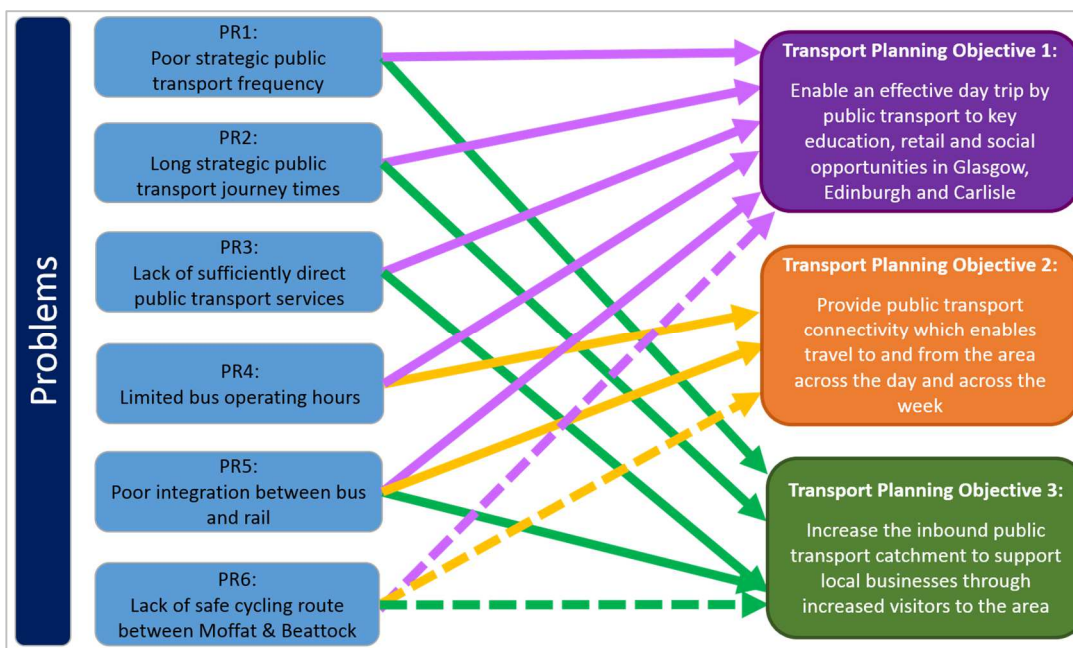 Problems
PR1:
Poor strategic public
transport frequency
PR2:
Long strategic public
transport journey times
PR3:
Lack of sufficiently direct
public transport services
PR4:
Limited bus operating hours
PR5:
Poor integration between bus
and rail
PR6:
Lack of safe cycling route
between Moffat & Beattock
Transport Planning Objective 1:
Enable an effective day trip by
public transport to key
education, retail and social
opportunities in Glasgow,
Edinburgh and Carlisle
Transport Planning Objective 2:
Provide public transport
connectivity which enables
travel to and from the area
across the day and across the
week
Transport Planning Objective 3:
Increase the inbound public
transport catchment to support
local businesses through
increased visitors to the area